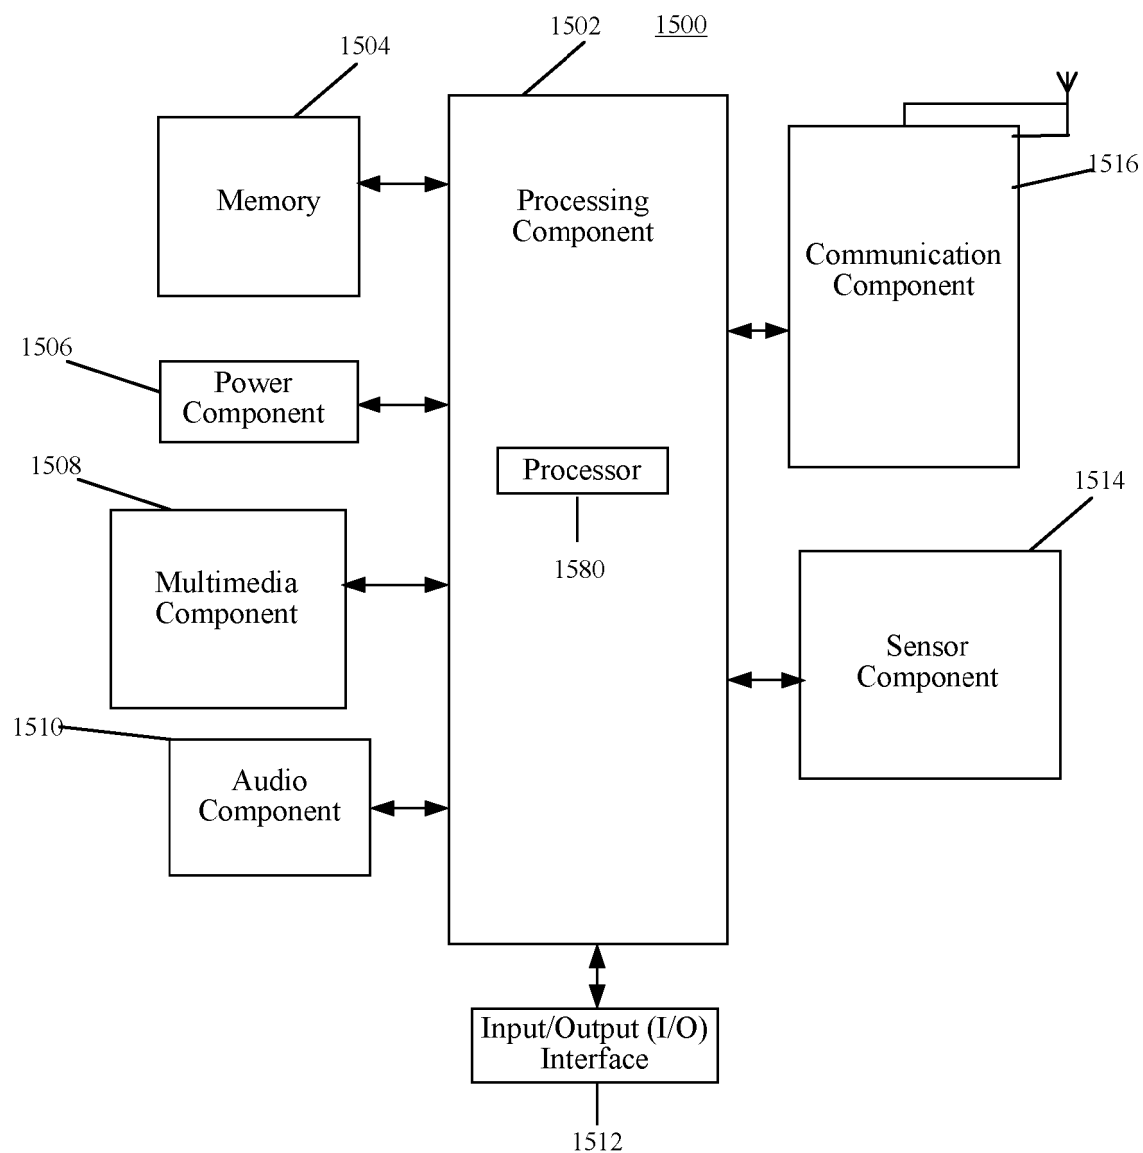 1502
1500
1504
Memory
Processing
Component
1516
Communication
Component
1506
Power
Component
1508
Processor
1580
1514
Multimedia
Component
Sensor
Component
1510
Audio
Component
Input/Output (I/O)
Interface
1512